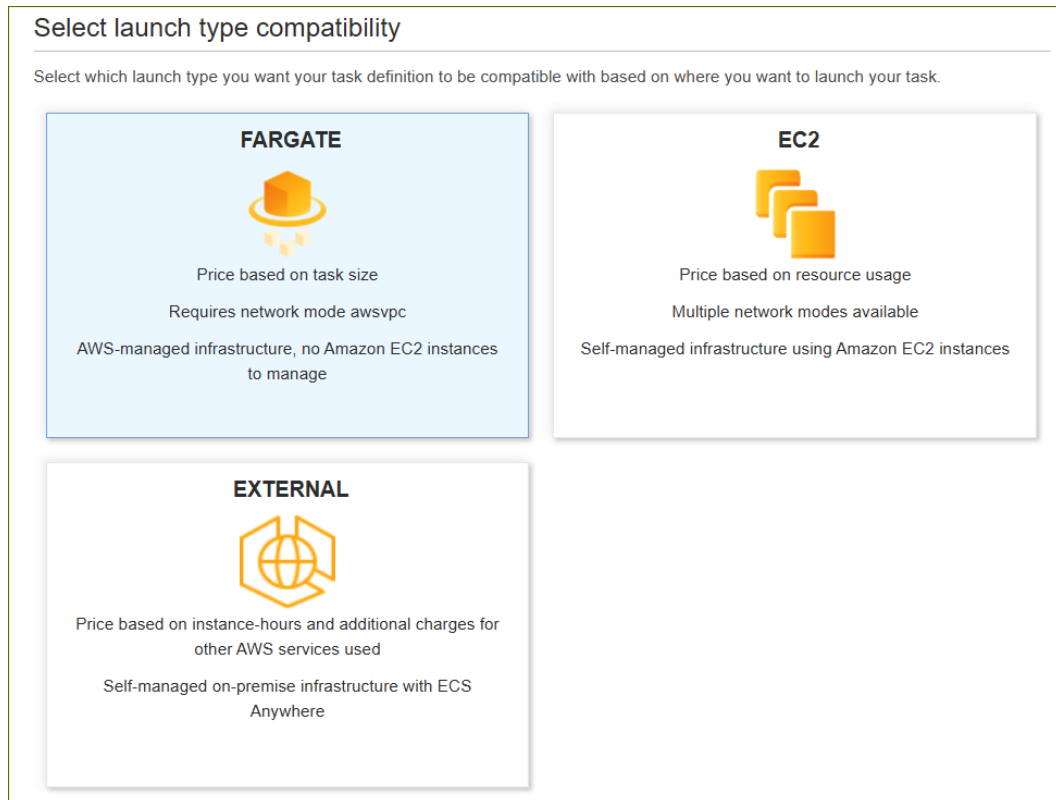 Select launch type compatibility
Select which launch type you want your task definition to be compatible with based on where you want to launch your task.
FARGATE
Price based on task size
Requires network mode awsvpc
AWS-managed infrastructure, no Amazon EC2 instances
to manage
EC2
Price based on resource usage
Multiple network modes available
Self-managed infrastructure using Amazon EC2 instances
EXTERNAL
Price based on instance-hours and additional charges for
other AWS services used
Self-managed on-premise infrastructure with ECS
Anywhere